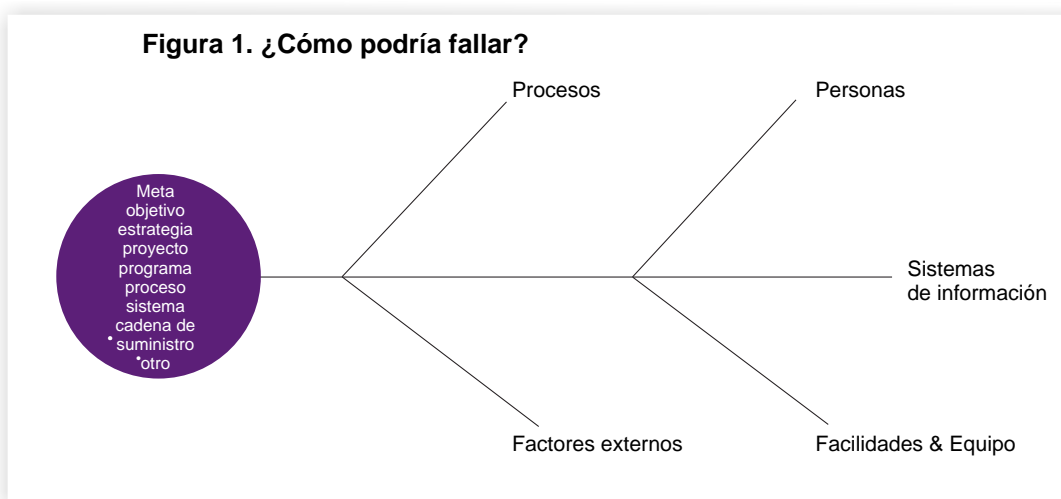 Figura 1. ¿Cómo podría fallar?
Procesos
Personas
Meta
objetivo
estrategia
proyecto
programa
proceso
sistema
cadena de
• suministro
•otro
Sistemas
de información
Factores externos
Facilidades & Equipo